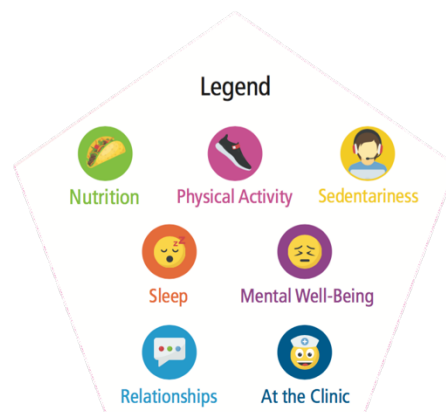 Legend
Nutrition
Physical Activity
Sedentariness
Sleep
Mental Well-Being
Relationships
At the Clinic